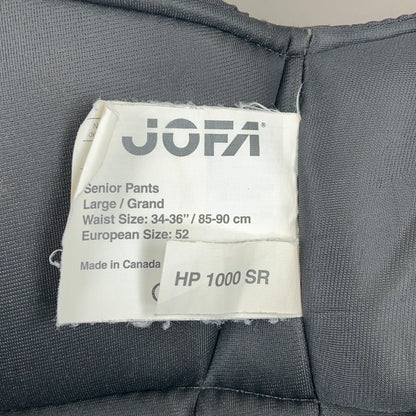 JOFA®
Senior Pants
Large / Grand
Waist Size: 34-36" / 85-90 cm
European Size: 52
Made in Canada
HP 1000 SR